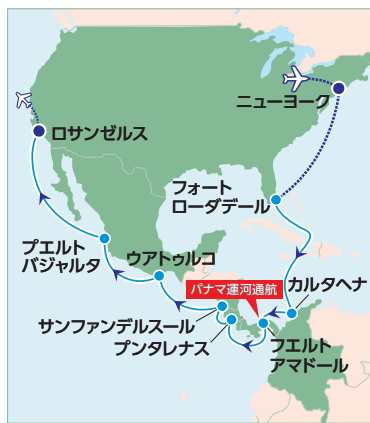 ニューヨーク
ロサンゼルス
フォート
ローダデール
プエルト
バジャルタ
ウアトゥルコ
パナマ運河通航
カルタヘナ
サンファンデルスール
プンタレナス
フエルト
アマドール